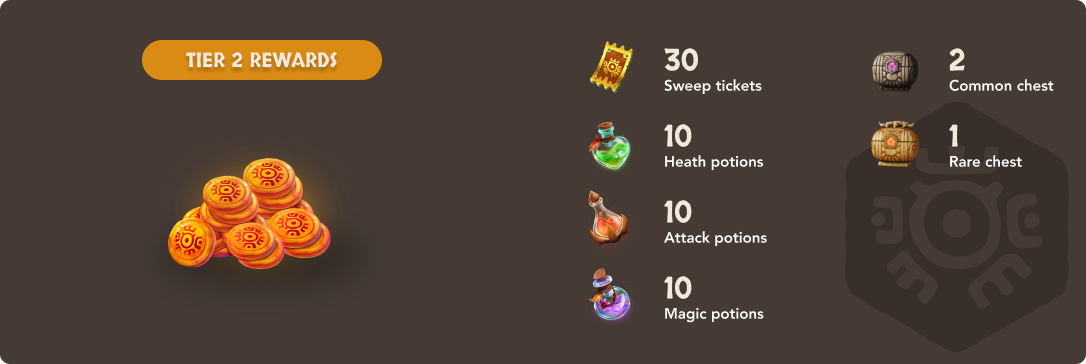 TIER 2 REWARDS
30
Sweep tickets
10
Heath potions
10
Attack potions
10
Magic potions
2
Common chest
1
Rare chest